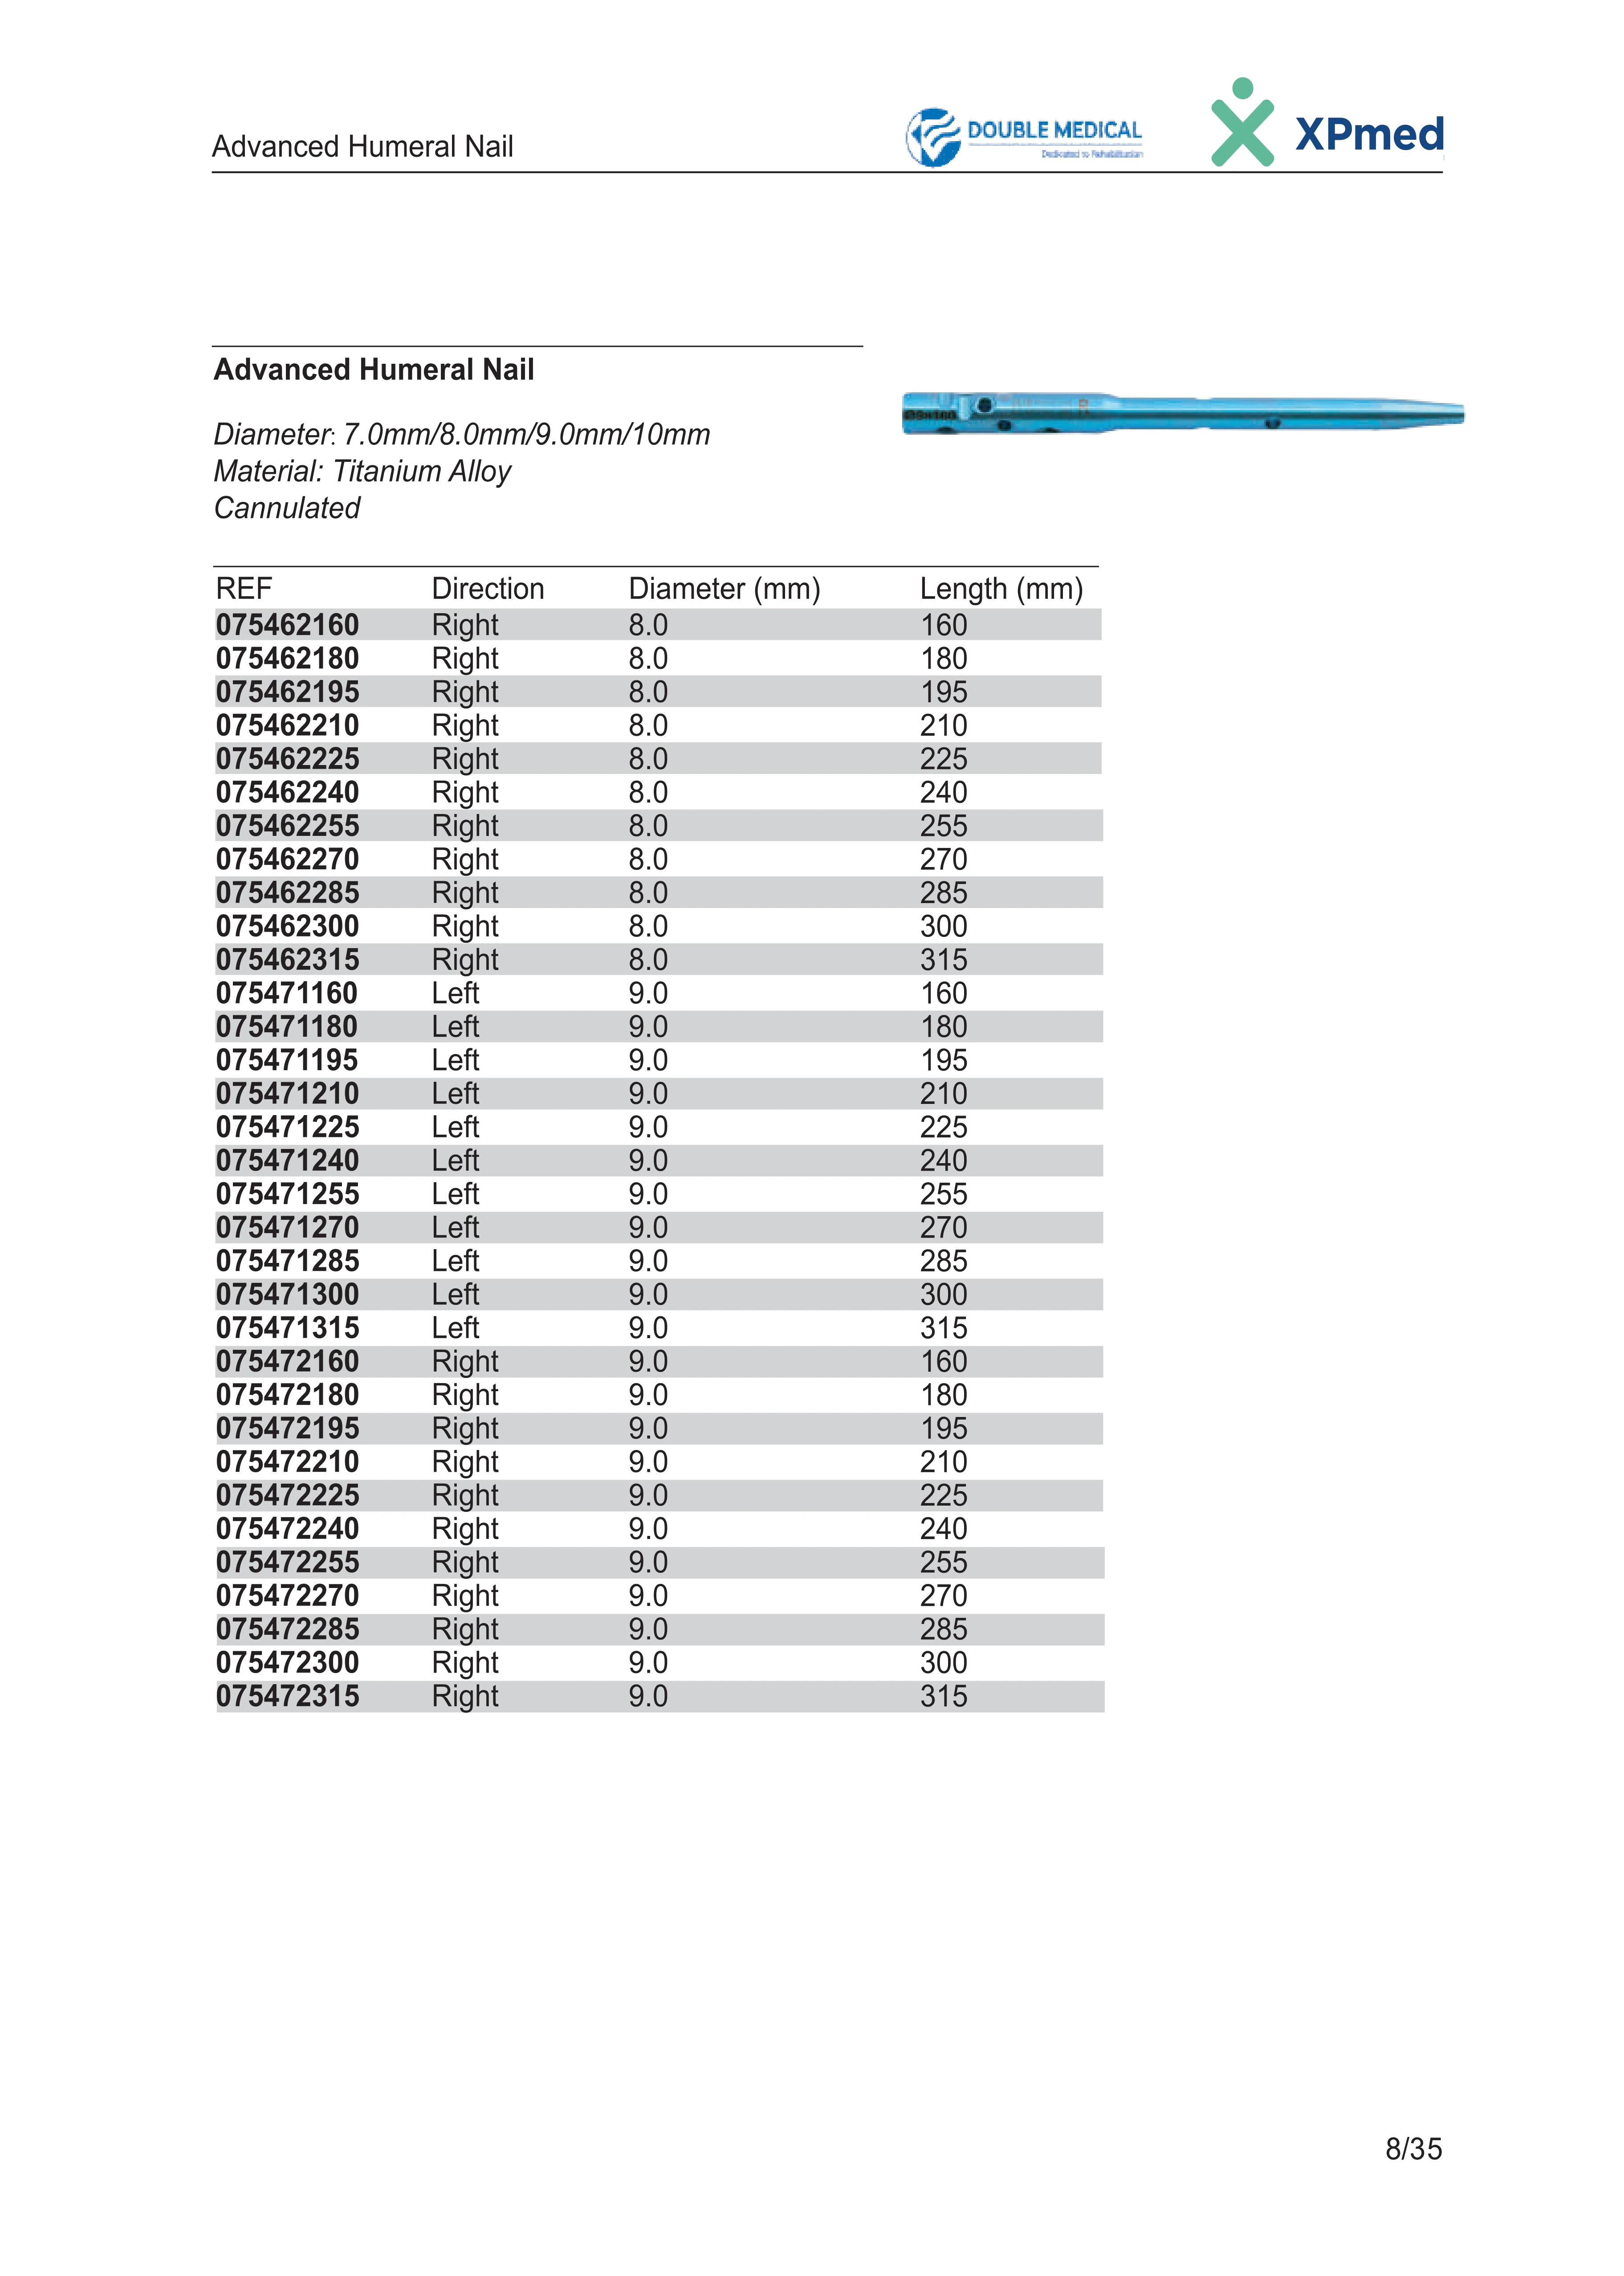 Advanced Humeral Nail
DOUBLE MEDICAL
Dedicated to Rehabilitation
XPmed
Advanced Humeral Nail
Ø9×160
Diameter: 7.0mm/8.0mm/9.0mm/10mm
Material: Titanium Alloy
Cannulated
REF Direction Diameter (mm) Length (mm)
075462160 Right 8.0 160
075462180 Right 8.0 180
075462195 Right 8.0 195
075462210 Right 8.0 210
075462225 Right 8.0 225
075462240 Right 8.0 240
075462255 Right 8.0 255
075462270 Right 8.0 270
075462285 Right 8.0 285
075462300 Right 8.0 300
075462315 Right 8.0 315
075471160 Left 9.0 160
075471180 Left 9.0 180
075471195 Left 9.0 195
075471210 Left 9.0 210
075471225 Left 9.0 225
075471240 Left 9.0 240
075471255 Left 9.0 255
075471270 Left 9.0 270
075471285 Left 9.0 285
075471300 Left 9.0 300
075471315 Left 9.0 315
075472160 Right 9.0 160
075472180 Right 9.0 180
075472195 Right 9.0 195
075472210 Right 9.0 210
075472225 Right 9.0 225
075472240 Right 9.0 240
075472255 Right 9.0 255
075472270 Right 9.0 270
075472285 Right 9.0 285
075472300 Right 9.0 300
075472315 Right 9.0 315
8/35